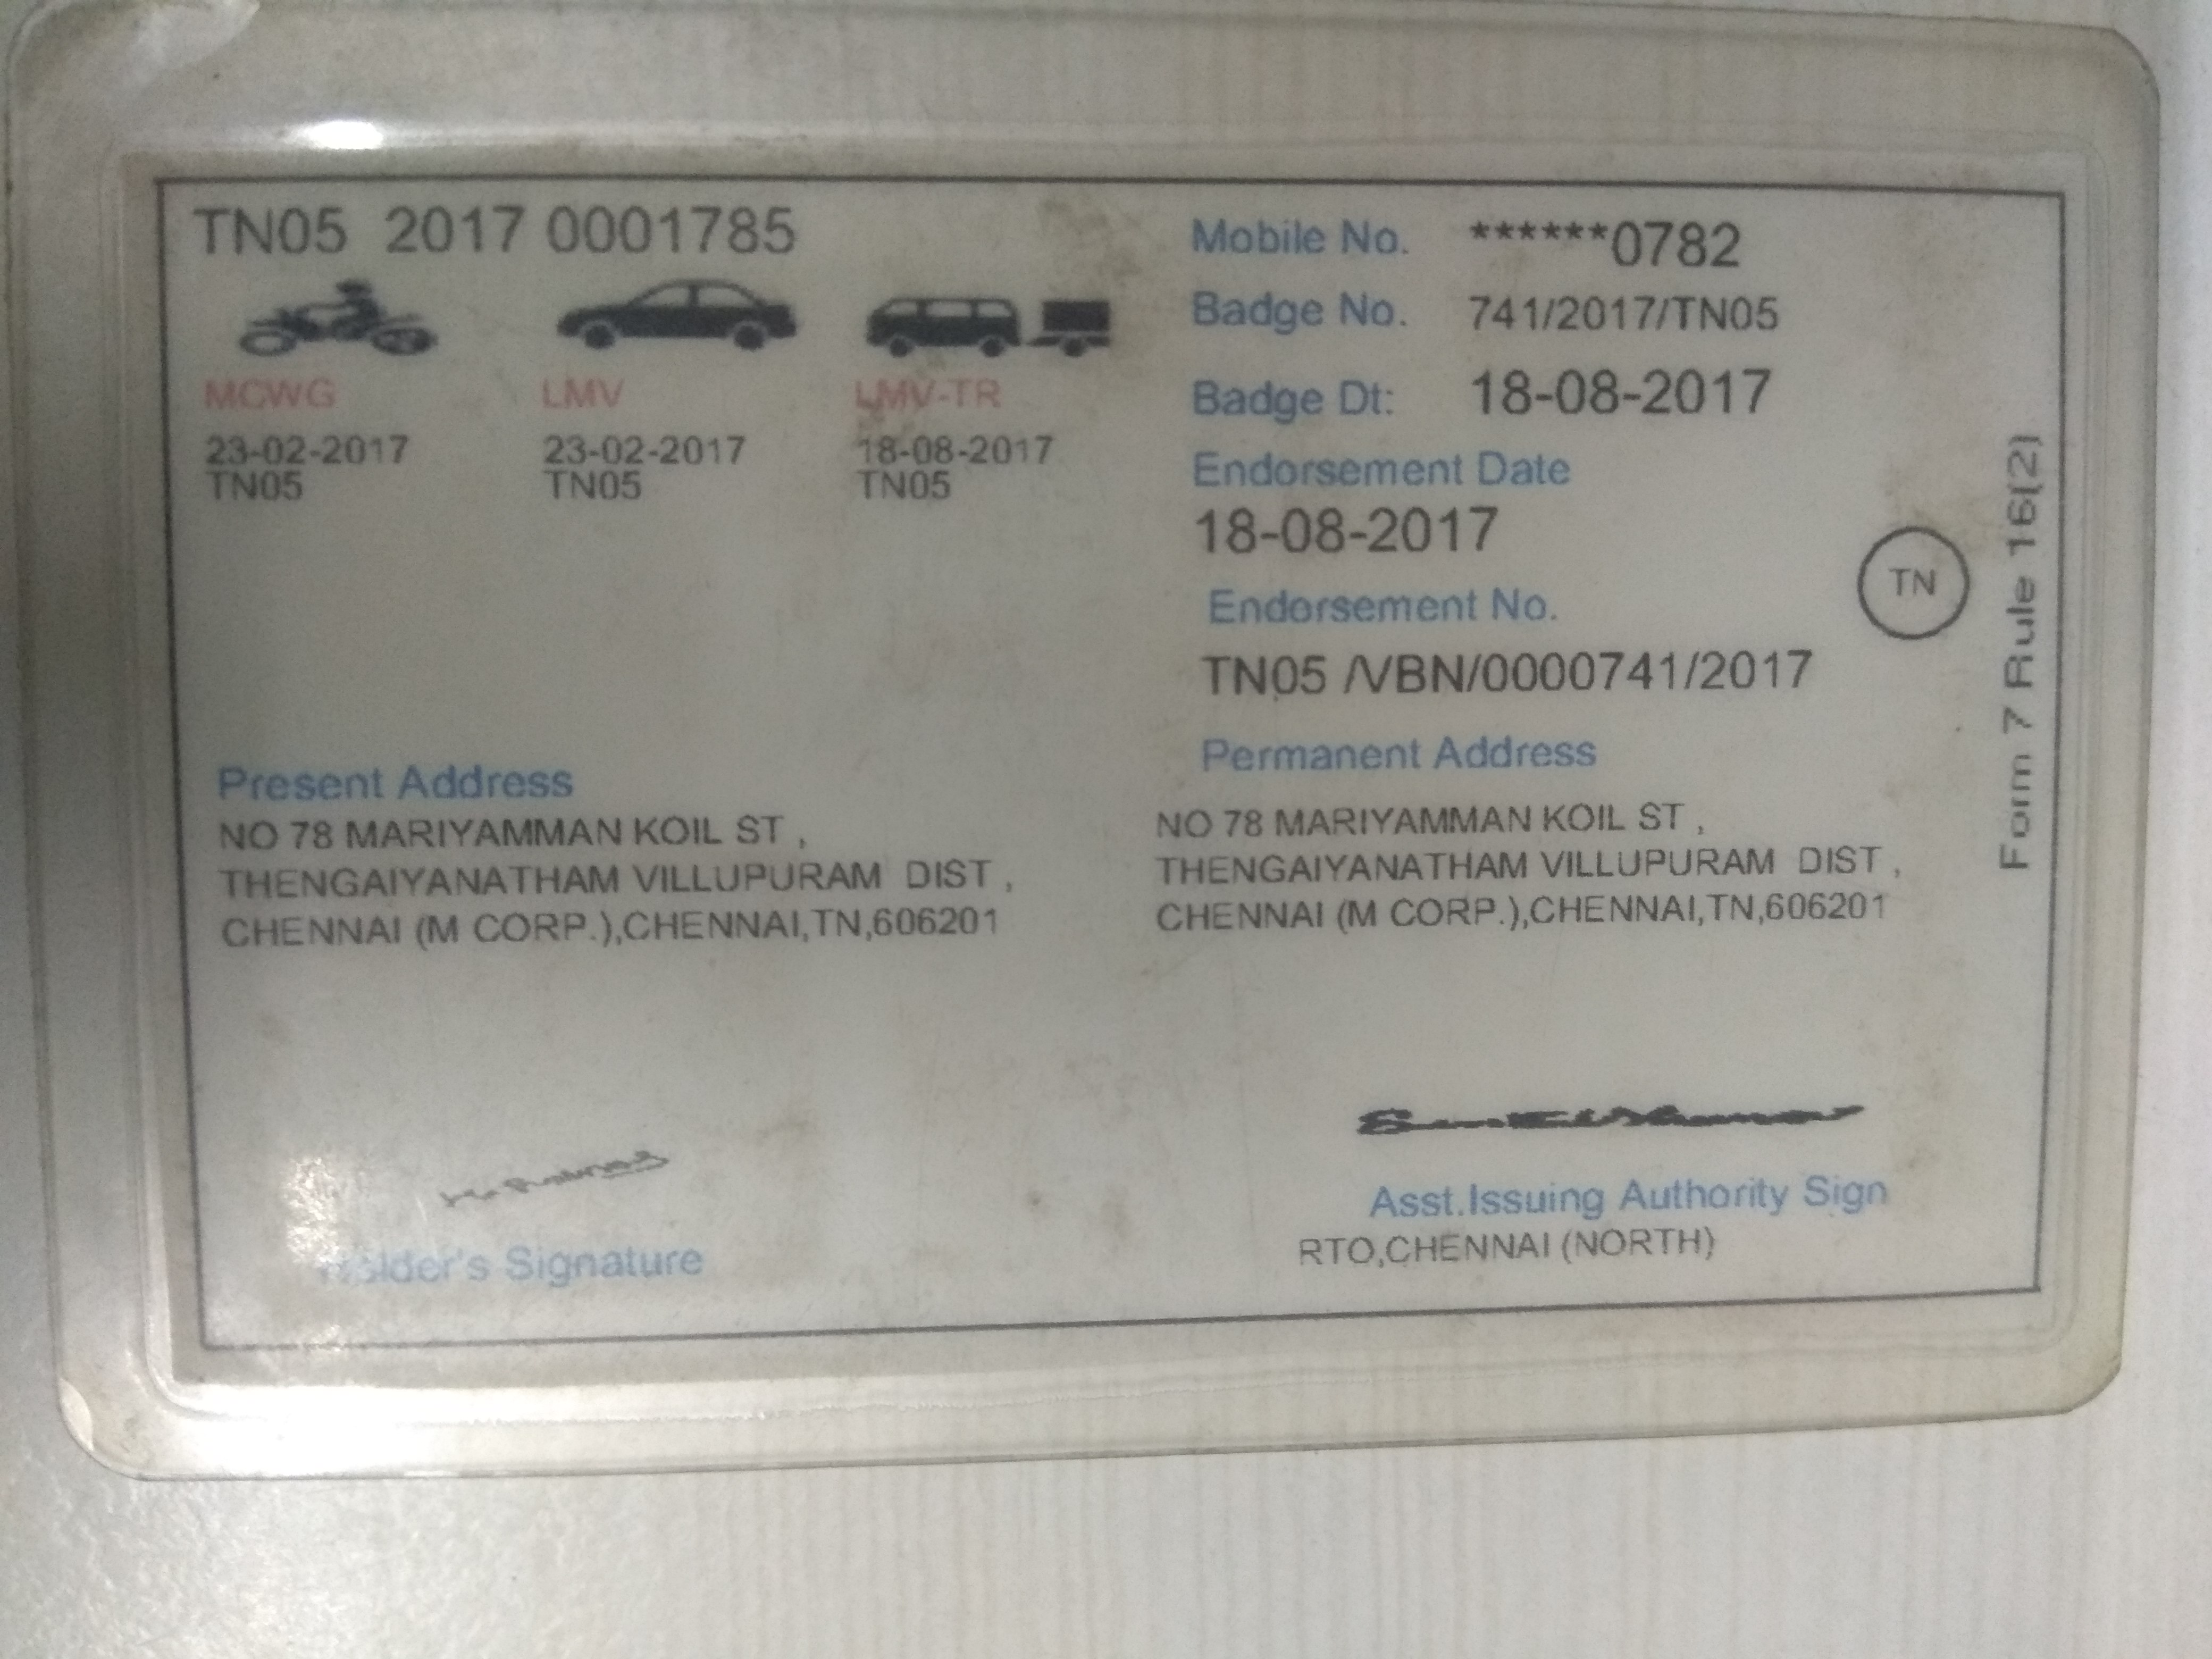 TN05 2017 0001785
MCWG LMV LMV-TR
23-02-2017 23-02-2017 18-08-2017
TN05 TN05 TN05
Mobile No. ******0782
Badge No. 741/2017/TN05
Badge Dt: 18-08-2017
Endorsement Date
18-08-2017
Endorsement No.
TN05 /VBN/0000741/2017
TN
Form 7 Rule 16(2)
Present Address
NO 78 MARIYAMMAN KOIL ST ,
THENGAIYANATHAM VILLUPURAM DIST ,
CHENNAI (M CORP.),CHENNAI,TN,606201
Permanent Address
NO 78 MARIYAMMAN KOIL ST ,
THENGAIYANATHAM VILLUPURAM DIST ,
CHENNAI (M CORP.),CHENNAI,TN,606201
Holder's Signature
Asst.Issuing Authority Sign
RTO,CHENNAI (NORTH)